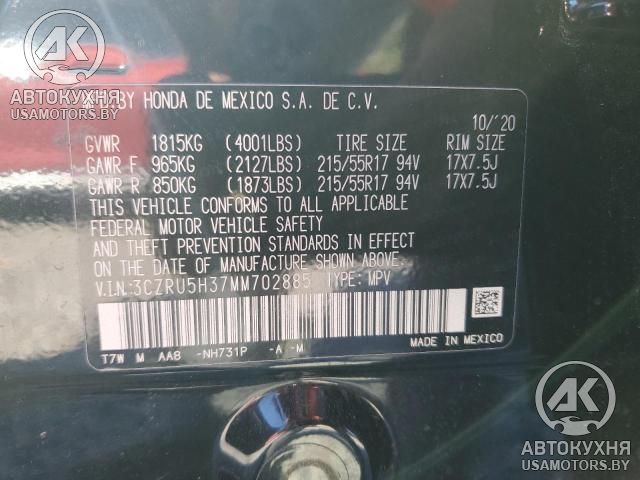 AK
АВТОКУХНЯ
USAMOTORS.BY
BY HONDA DE MEXICO S.A. DE C.V.
10/'20
GVWR 1815KG (4001LBS) TIRE SIZE RIM SIZE
GAWR F 965KG (2127LBS) 215/55R17 94V 17X7.5J
GAWR R 850KG (1873LBS) 215/55R17 94V 17X7.5J
THIS VEHICLE CONFORMS TO ALL APPLICABLE
FEDERAL MOTOR VEHICLE SAFETY
AND THEFT PREVENTION STANDARDS IN EFFECT
ON THE DATE OF MANUFACTURE SHOWN ABOVE.
V.I.N.:3CZRU5H37MM702885 TYPE: MPV
T7W M AA8 -NH731P -A -M
MADE IN MEXICO
AK
АВТОКУХНЯ
USAMOTORS.BY